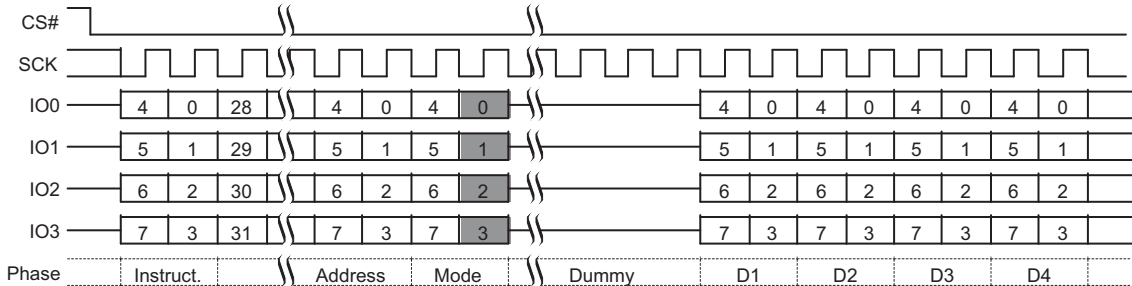 CS#
SCK
IO0 4 0 28 4 0 4 0 4 0 4 0 4 0 4 0
IO1 5 1 29 5 1 5 1 5 1 5 1 5 1 5 1
IO2 6 2 30 6 2 6 2 6 2 6 2 6 2 6 2
IO3 7 3 31 7 3 7 3 7 3 7 3 7 3 7 3
Phase Instruct. Address Mode Dummy D1 D2 D3 D4